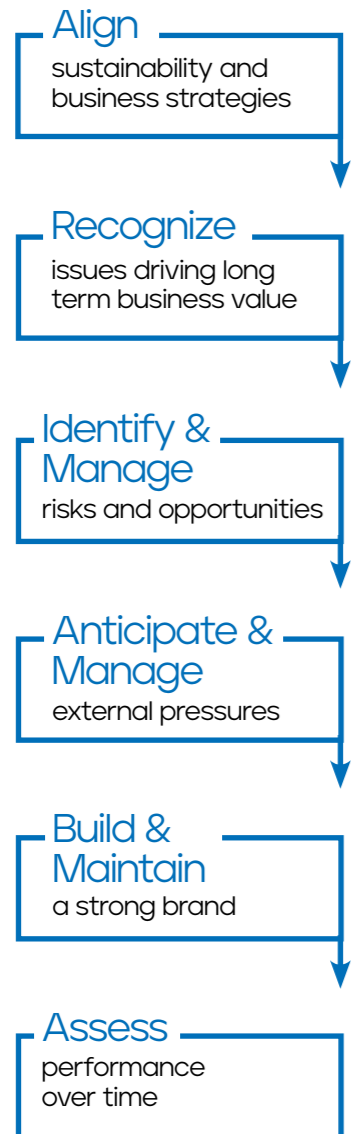 Align
sustainability and
business strategies
Recognize
issues driving long
term business value
Identify &
Manage
risks and opportunities
Anticipate &
Manage
external pressures
Build &
Maintain
a strong brand
Assess
performance
over time